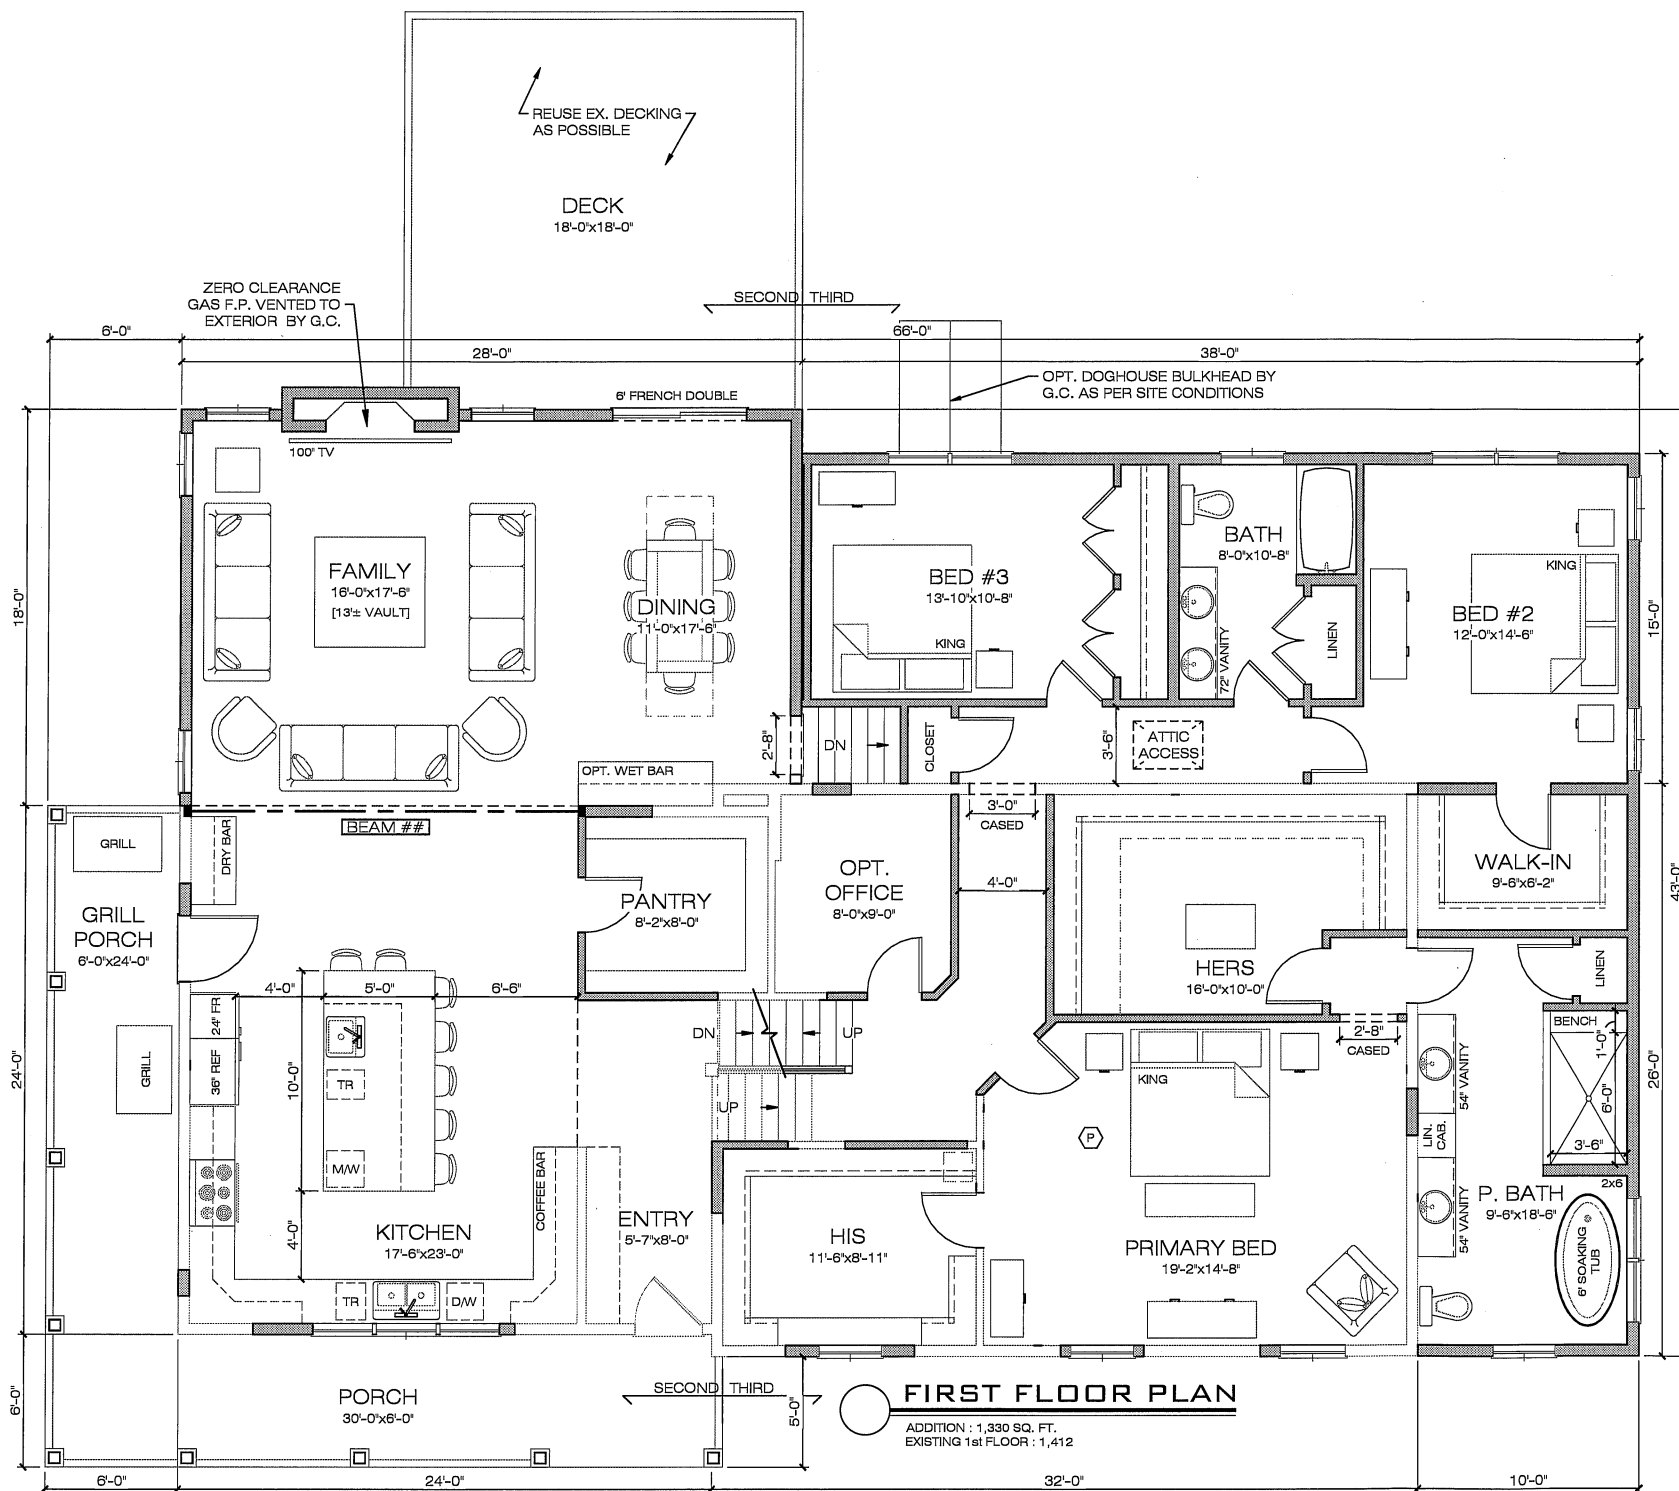 REUSE EX. DECKING
AS POSSIBLE
DECK
18'-0"x18'-0"
ZERO CLEARANCE
GAS F.P. VENTED TO
EXTERIOR BY G.C.
SECOND THIRD
6'-0"
66'-0"
28'-0"
38'-0"
OPT. DOGHOUSE BULKHEAD BY
G.C. AS PER SITE CONDITIONS
6' FRENCH DOUBLE
100" TV
18'-0"
FAMILY
16'-0"x17'-6"
[13'± VAULT]
DINING
11'-0"x17'-6"
BED #3
13'-10"x10'-8"
KING
BATH
8'-0"x10'-8"
72" VANITY
LINEN
KING
BED #2
12'-0"x14'-6"
15'-0"
OPT. WET BAR
2'-8"
DN
CLOSET
3'-6"
ATTIC
ACCESS
3'-0"
CASED
BEAM ##
GRILL
DRY BAR
GRILL
PORCH
6'-0"x24'-0"
PANTRY
8'-2"x8'-0"
OPT.
OFFICE
8'-0"x9'-0"
4'-0"
WALK-IN
9'-6"x6'-2"
43'-0"
HERS
16'-0"x10'-0"
LINEN
4'-0"
5'-0"
6'-6"
24" FR
36" REF
GRILL
24'-0"
10'-0"
TR
M/W
DN
UP
UP
2'-8"
CASED
BENCH
1'-0"
6'-0"
3'-6"
2x6
26'-0"
54" VANITY
LIN.
CAB.
54" VANITY
KING
P
P. BATH
9'-6"x18'-6"
6' SOAKING
TUB
COFFEE BAR
KITCHEN
17'-6"x23'-0"
4'-0"
TR
D/W
ENTRY
5'-7"x8'-0"
HIS
11'-6"x8'-11"
PRIMARY BED
19'-2"x14'-8"
6'-0"
PORCH
30'-0"x6'-0"
SECOND THIRD
5'-0"
FIRST FLOOR PLAN
ADDITION : 1,330 SQ. FT.
EXISTING 1st FLOOR : 1,412
6'-0"
24'-0"
32'-0"
10'-0"